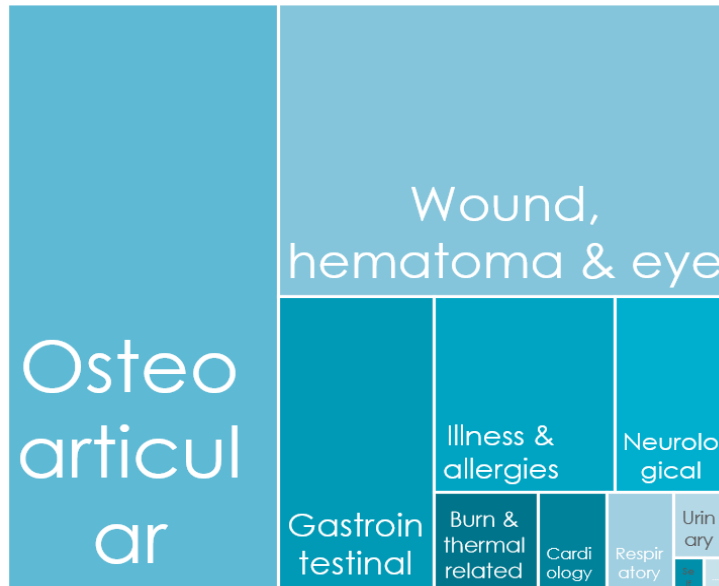 Osteo
articul
ar
Wound,
hematoma & eye
Gastroin
testinal
Illness &
allergies
Neurolo
gical
Burn &
thermal
related
Cardi
ology
Respir
atory
Urin
ary